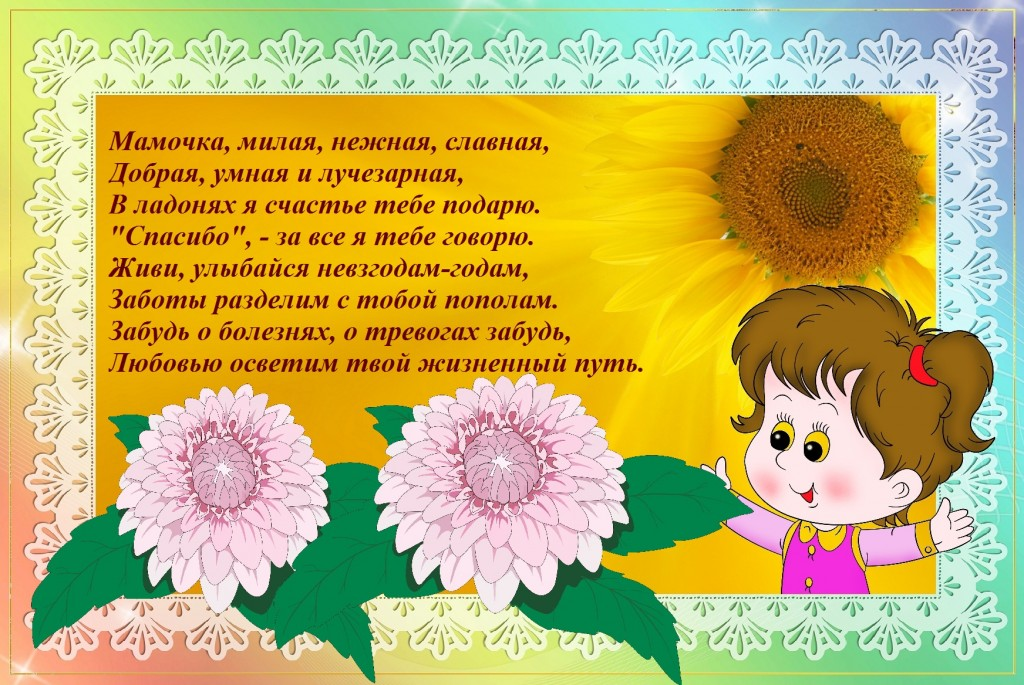 Мамочка, милая, нежная, славная,
Добрая, умная и лучезарная,
В ладонях я счастье тебе подарю.
"Спасибо", - за все я тебе говорю.
Живи, улыбайся невзгодам-годам,
Заботы разделим с тобой пополам.
Забудь о болезнях, о тревогах забудь,
Любовью осветим твой жизненный путь.